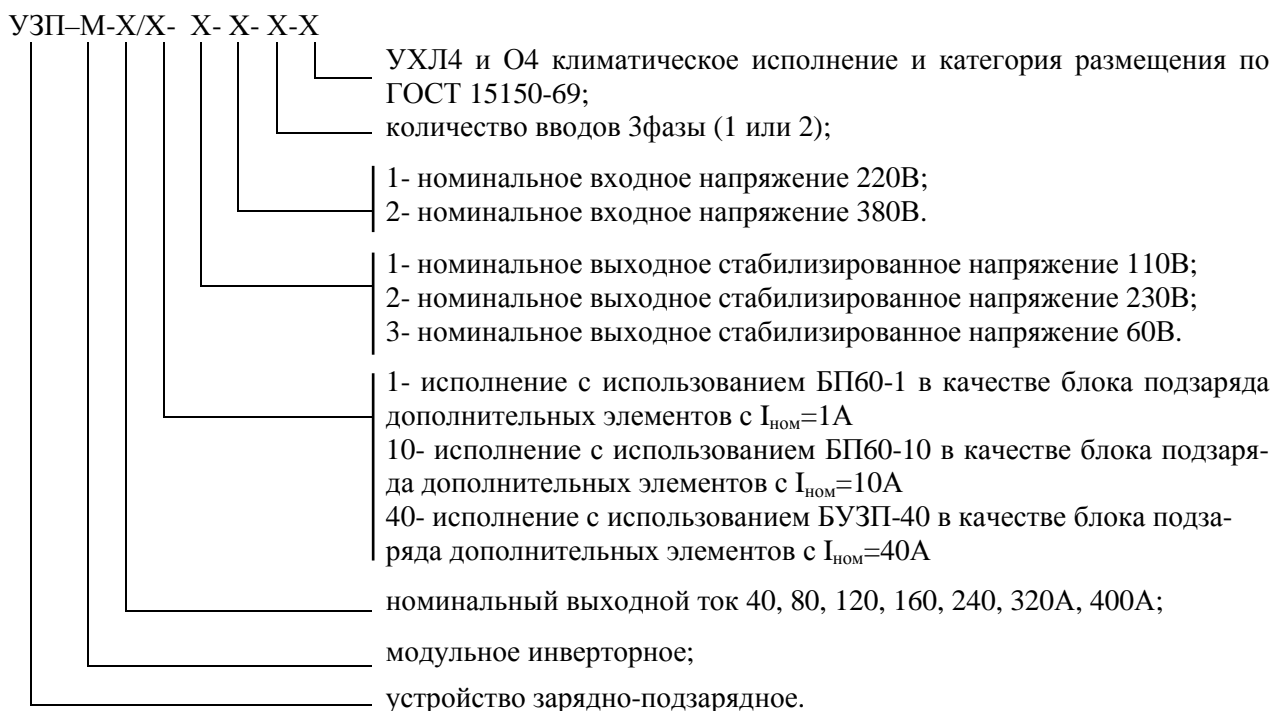 УЗП–М-Х/Х- Х- Х- Х-Х
УХЛ4 и О4 климатическое исполнение и категория размещения по
ГОСТ 15150-69;
количество вводов 3фазы (1 или 2);
1- номинальное входное напряжение 220В;
2- номинальное входное напряжение 380В.
1- номинальное выходное стабилизированное напряжение 110В;
2- номинальное выходное стабилизированное напряжение 230В;
3- номинальное выходное стабилизированное напряжение 60В.
1- исполнение с использованием БП60-1 в качестве блока подзаряда
дополнительных элементов с Iном=1А
10- исполнение с использованием БП60-10 в качестве блока подзаря-
да дополнительных элементов с Iном=10А
40- исполнение с использованием БУЗП-40 в качестве блока подза-
ряда дополнительных элементов с Iном=40А
номинальный выходной ток 40, 80, 120, 160, 240, 320А, 400А;
модульное инверторное;
устройство зарядно-подзарядное.